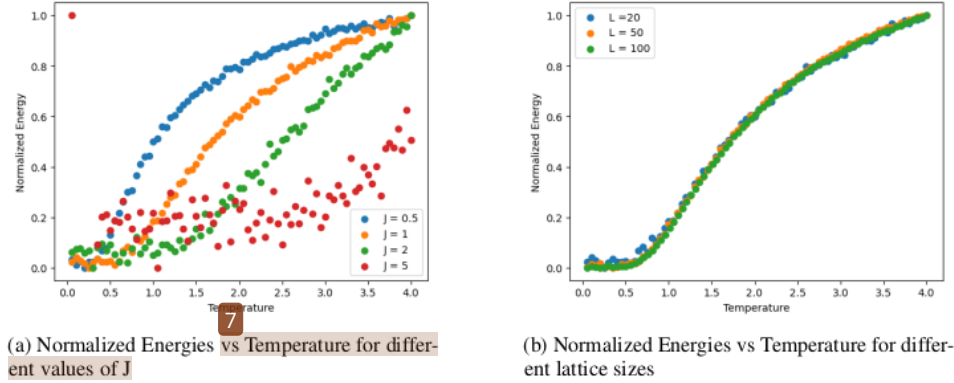 1.0
0.8
0.6
0.4
0.2
0.0
Normalized Energy
0.0 0.5 1.0 1.5 2.0 2.5 3.0 3.5 4.0
Temperature
J = 0.5
J = 1
J = 2
J = 5
7
(a) Normalized Energies vs Temperature for differ-
ent values of J
1.0
0.8
0.6
0.4
0.2
0.0
Normalized Energy
0.0 0.5 1.0 1.5 2.0 2.5 3.0 3.5 4.0
Temperature
L =20
L = 50
L = 100
(b) Normalized Energies vs Temperature for differ-
ent lattice sizes